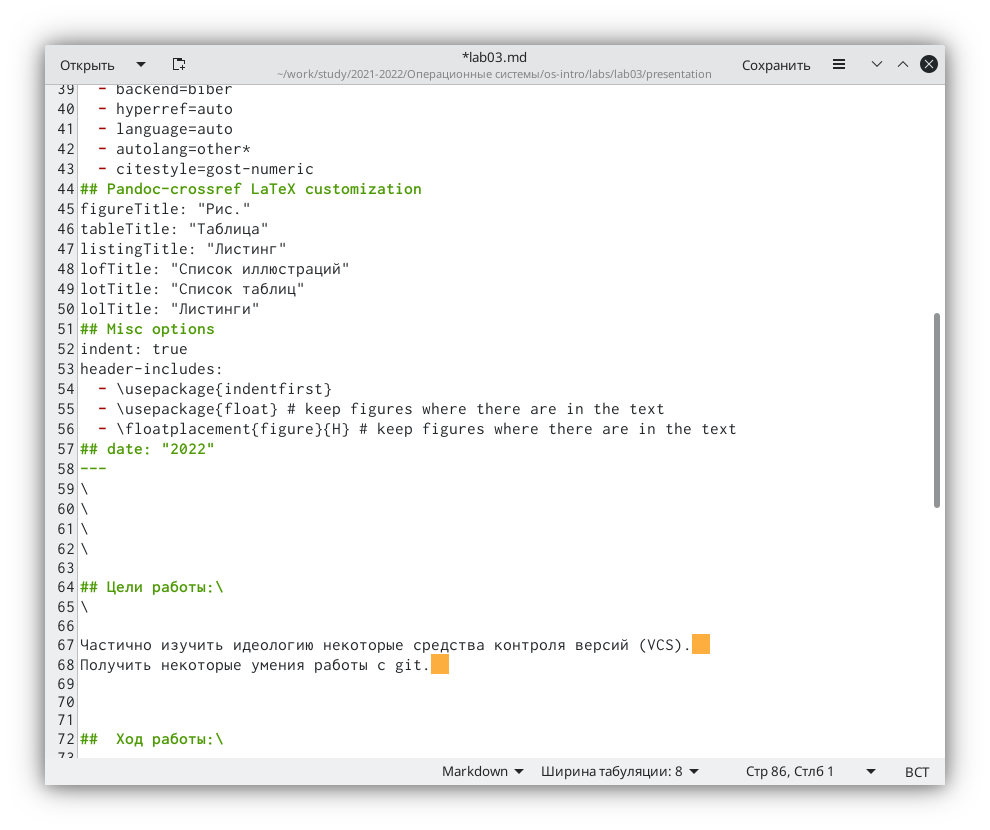 Открыть
*lab03.md
~/work/study/2021-2022/Операционные системы/os-intro/labs/lab03/presentation
Сохранить
39   - backend=biber
40   - hyperref=auto
41   - language=auto
42   - autolang=other*
43   - citestyle=gost-numeric
44 ## Pandoc-crossref LaTeX customization
45 figureTitle: "Рис."
46 tableTitle: "Таблица"
47 listingTitle: "Листинг"
48 lofTitle: "Список иллюстраций"
49 lotTitle: "Список таблиц"
50 lolTitle: "Листинги"
51 ## Misc options
52 indent: true
53 header-includes:
54   - \usepackage{indentfirst}
55   - \usepackage{float} # keep figures where there are in the text
56   - \floatplacement{figure}{H} # keep figures where there are in the text
57 ## date: "2022"
58 ---
59 \
60 \
61 \
62 \
63
64 ## Цели работы:\
65 \
66
67 Частично изучить идеологию некоторые средства контроля версий (VCS).
68 Получить некоторые умения работы с git.
69
70
71
72 ##  Ход работы:\
73
Markdown
Ширина табуляции: 8
Стр 86, Стлб 1
ВСТ